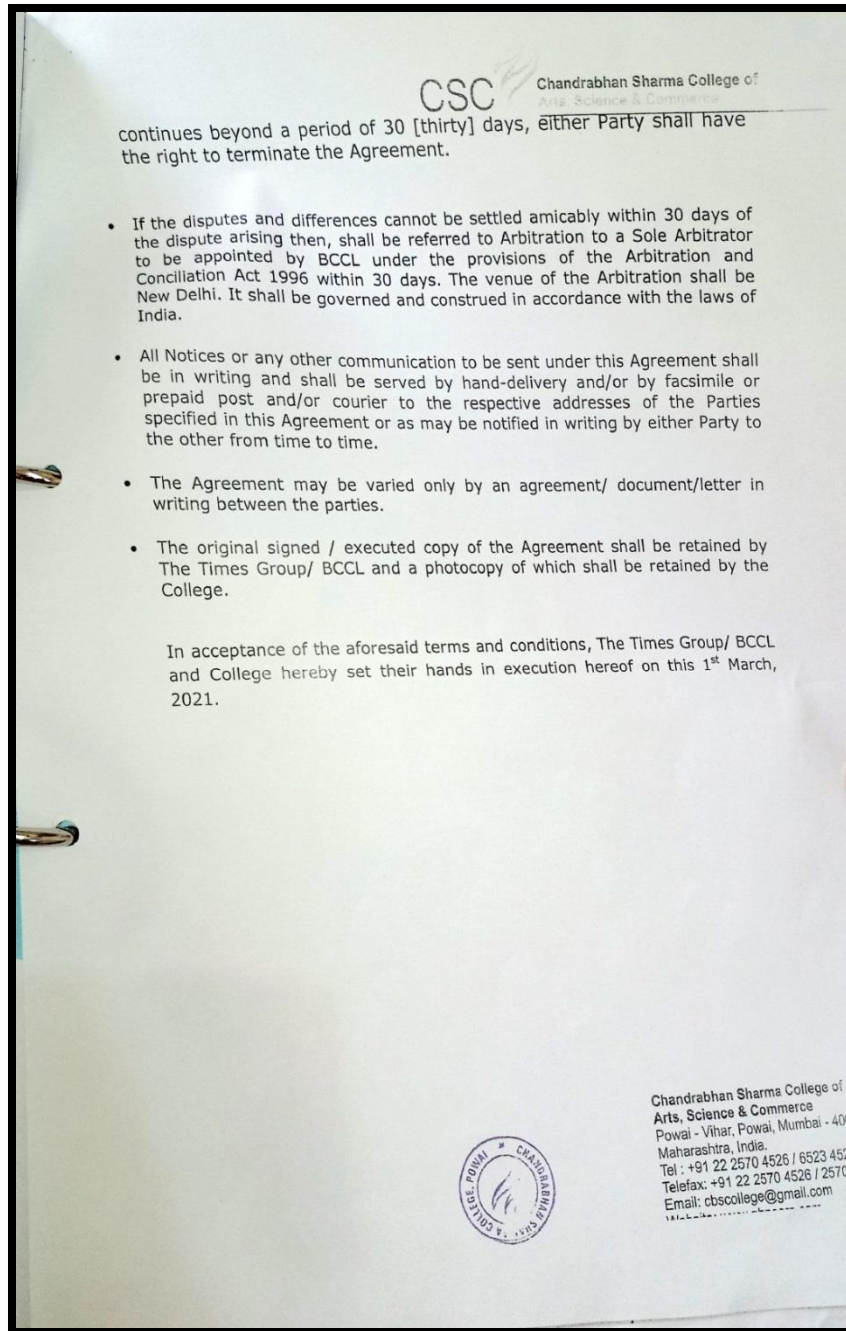 CSC
Chandrabhan Sharma College of
Arts, Science & Commerce
continues beyond a period of 30 [thirty] days, either Party shall have
the right to terminate the Agreement.
• If the disputes and differences cannot be settled amicably within 30 days of
the dispute arising then, shall be referred to Arbitration to a Sole Arbitrator
to be appointed by BCCL under the provisions of the Arbitration and
Conciliation Act 1996 within 30 days. The venue of the Arbitration shall be
New Delhi. It shall be governed and construed in accordance with the laws of
India.
• All Notices or any other communication to be sent under this Agreement shall
be in writing and shall be served by hand-delivery and/or by facsimile or
prepaid post and/or courier to the respective addresses of the Parties
specified in this Agreement or as may be notified in writing by either Party to
the other from time to time.
• The Agreement may be varied only by an agreement/ document/letter in
writing between the parties.
• The original signed / executed copy of the Agreement shall be retained by
The Times Group/ BCCL and a photocopy of which shall be retained by the
College.
In acceptance of the aforesaid terms and conditions, The Times Group/ BCCL
and College hereby set their hands in execution hereof on this 1st March,
2021.
Chandrabhan Sharma College of
Arts, Science & Commerce
Powai - Vihar, Powai, Mumbai - 40
Maharashtra, India.
Tel : +91 22 2570 4526 / 6523 452
Telefax: +91 22 2570 4526 / 2570
Email: cbscollege@gmail.com
CHANDRABHAN
COLLEGE, POWAI